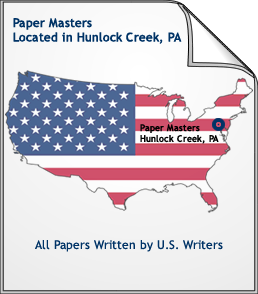 Paper Masters
Located in Hunlock Creek, PA
Paper Masters
Hunlock Creek, PA
All Papers Written by U.S. Writers